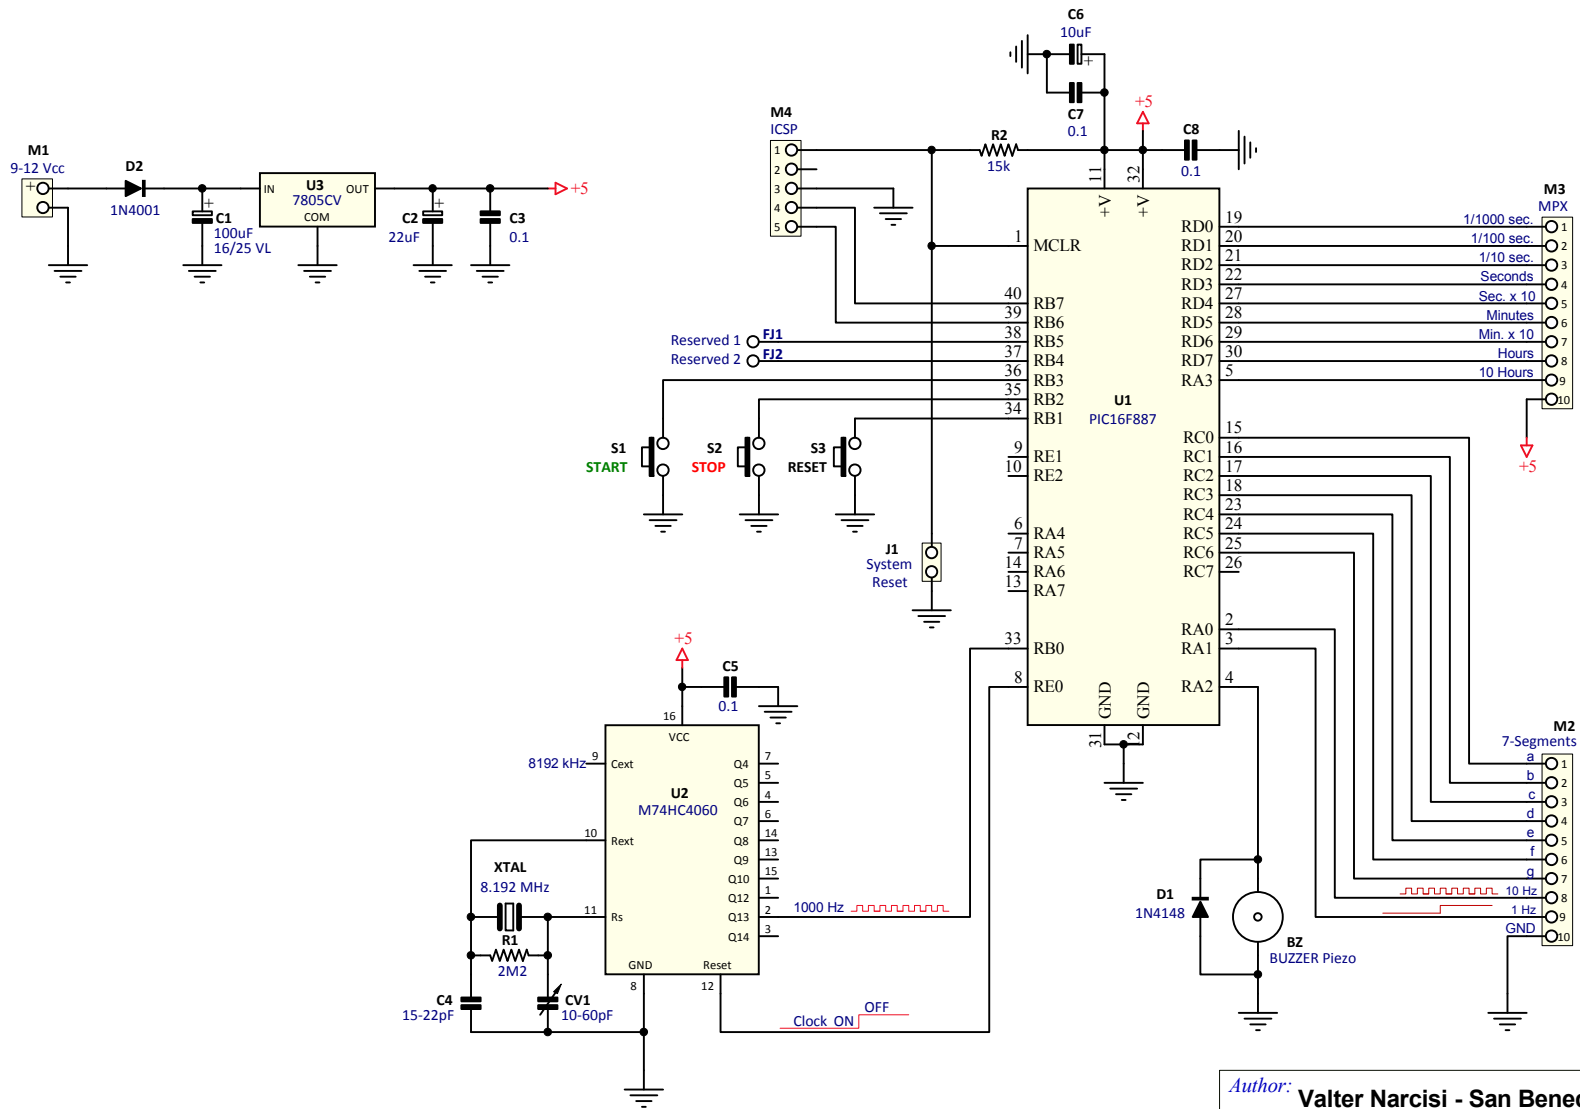 C6
10uF
+
C7
0.1
+5
C8
0.1
M4
ICSP
1
2
3
4
5
R2
15k
M1
9-12 Vcc
+
D2
1N4001
+
C1
100uF
16/25 VL
IN
U3
OUT
7805CV
COM
+
C2
22uF
C3
0.1
+5
11
32
+V
+V
1 MCLR
40 RB7
39 RB6
38 RB5
37 RB4
36 RB3
35 RB2
34 RB1
9 RE1
10 RE2
6 RA4
7 RA5
14 RA6
13 RA7
33 RB0
8 RE0
U1
PIC16F887
RD0 19
RD1 20
RD2 21
RD3 22
RD4 27
RD5 28
RD6 29
RD7 30
RA3 5
RC0 15
RC1 16
RC2 17
RC3 18
RC4 23
RC5 24
RC6 25
RC7 26
RA0 2
RA1 3
RA2 4
GND
GND
31
2
M3
MPX
1/1000 sec. 1
1/100 sec. 2
1/10 sec. 3
Seconds 4
Sec. x 10 5
Minutes 6
Min. x 10 7
Hours 8
10 Hours 9
10
+5
Reserved 1 FJ1
Reserved 2 FJ2
S1
START
S2
STOP
S3
RESET
J1
System
Reset
+5
C5
0.1
16
VCC
8192 kHz 9 Cext
U2
M74HC4060
10 Rext
11 Rs
Q4 7
Q5 5
Q6 4
Q7 6
Q8 14
Q9 13
Q10 15
Q12 1
Q13 2
Q14 3
GND
Reset
8
12
XTAL
8.192 MHz
R1
2M2
C4
15-22pF
CV1
10-60pF
1000 Hz
Clock ON
OFF
D1
1N4148
BZ
BUZZER Piezo
M2
7-Segments
a 1
b 2
c 3
d 4
e 5
f 6
g 7
10 Hz 8
1 Hz 9
GND 10
Author: Valter Narcisi - San Bened